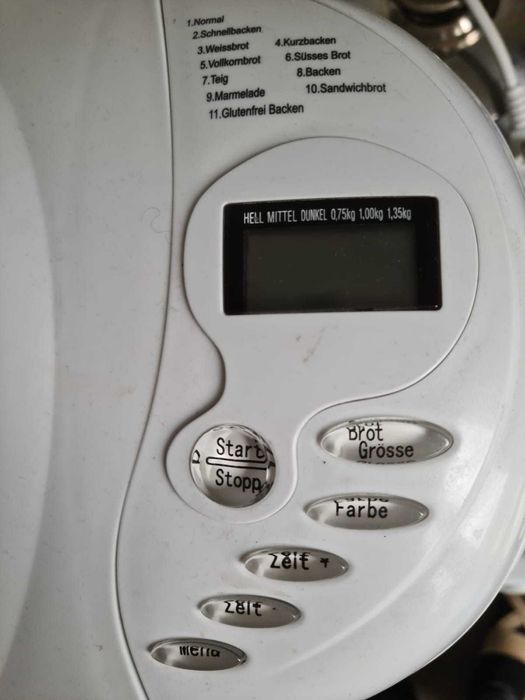 1.Normal
2.Schnellbacken
3.Weissbrot 4.Kurzbacken
5.Vollkornbrot 6.Süsses Brot
7.Teig 8.Backen
9.Marmelade 10.Sandwichbrot
11.Glutenfrei Backen
HELL MITTEL DUNKEL 0,75kg 1,00kg 1,35kg
Start
Stopp
Brot
Grösse
Farbe
Zeit +
Zeit -
Menü